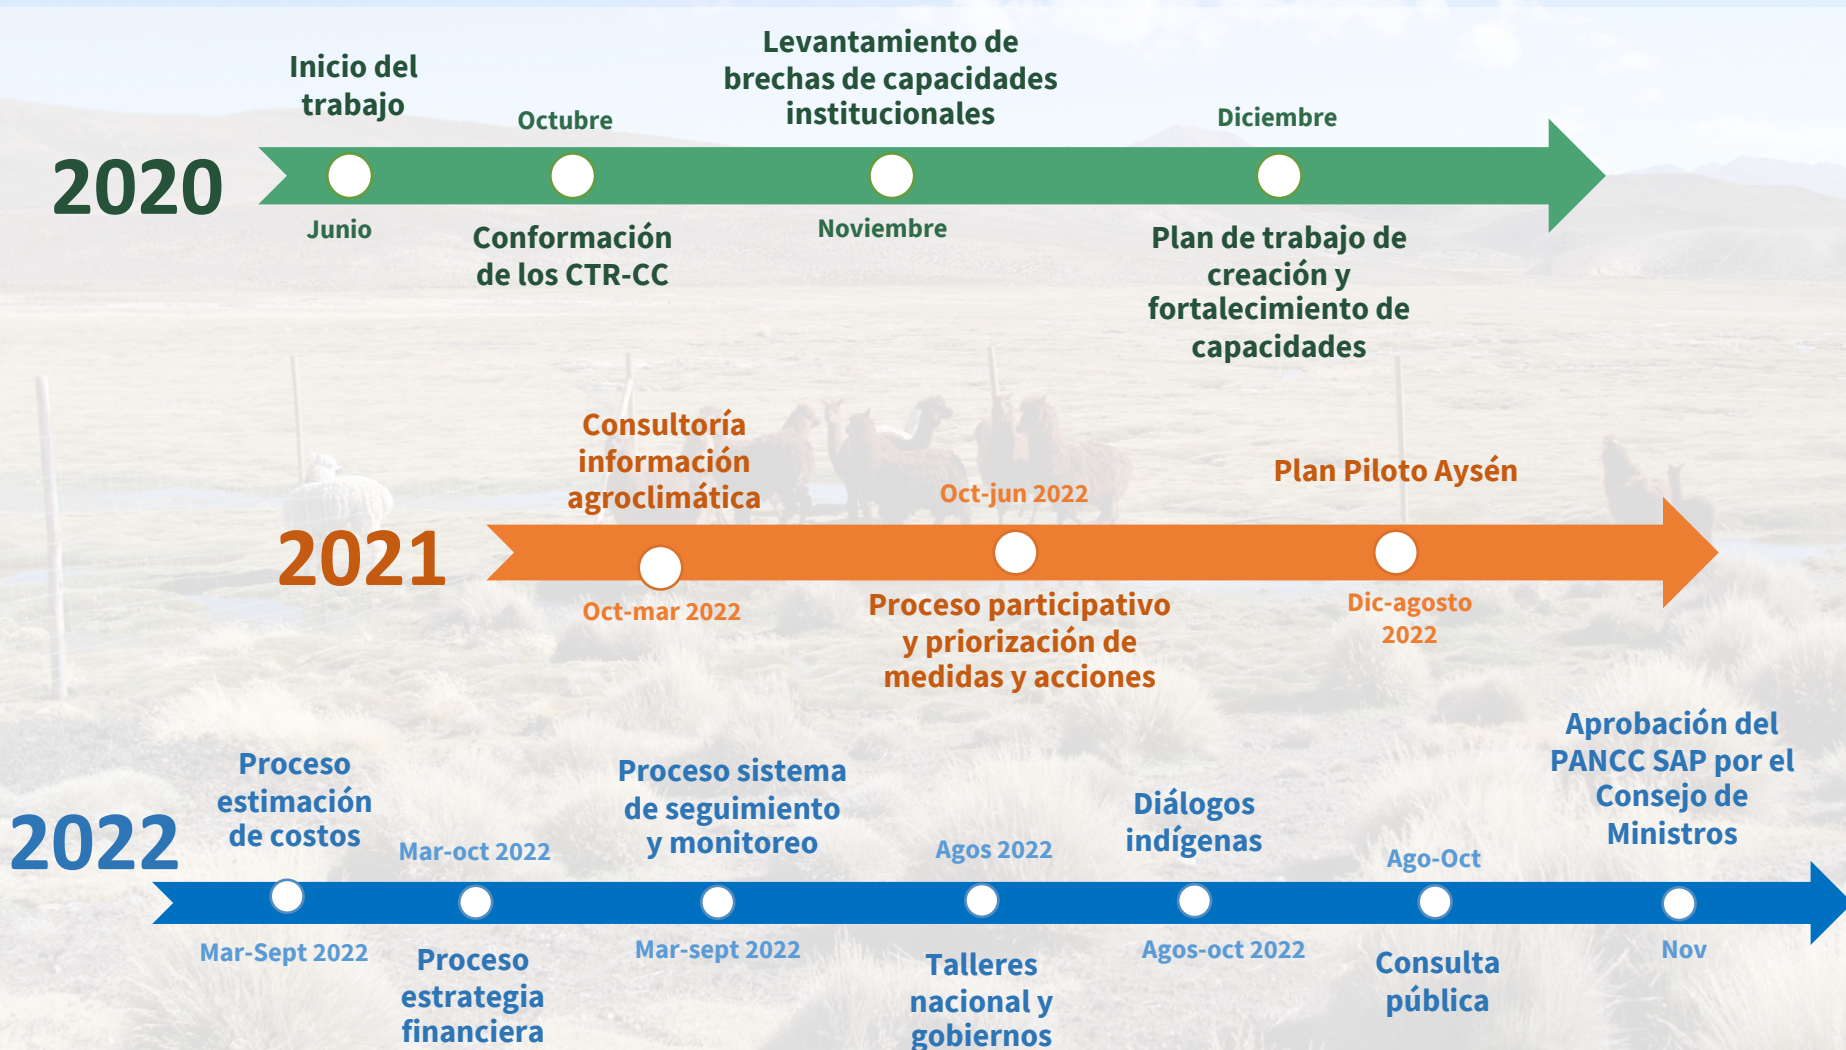 2020
Inicio del
trabajo
Junio
Octubre
Conformación
de los CTR-CC
Levantamiento de
brechas de capacidades
institucionales
Noviembre
Diciembre
Plan de trabajo de
creación y
fortalecimiento de
capacidades
2021
Consultoría
información
agroclimática
Oct-mar 2022
Oct-jun 2022
Proceso participativo
y priorización de
medidas y acciones
Plan Piloto Aysén
Dic-agosto
2022
2022
Proceso
estimación
de costos
Mar-Sept 2022
Mar-oct 2022
Proceso
estrategia
financiera
Proceso sistema
de seguimiento
y monitoreo
Mar-sept 2022
Agos 2022
Talleres
nacional y
gobiernos
Diálogos
indígenas
Agos-oct 2022
Ago-Oct
Consulta
pública
Aprobación del
PANCC SAP por el
Consejo de
Ministros
Nov